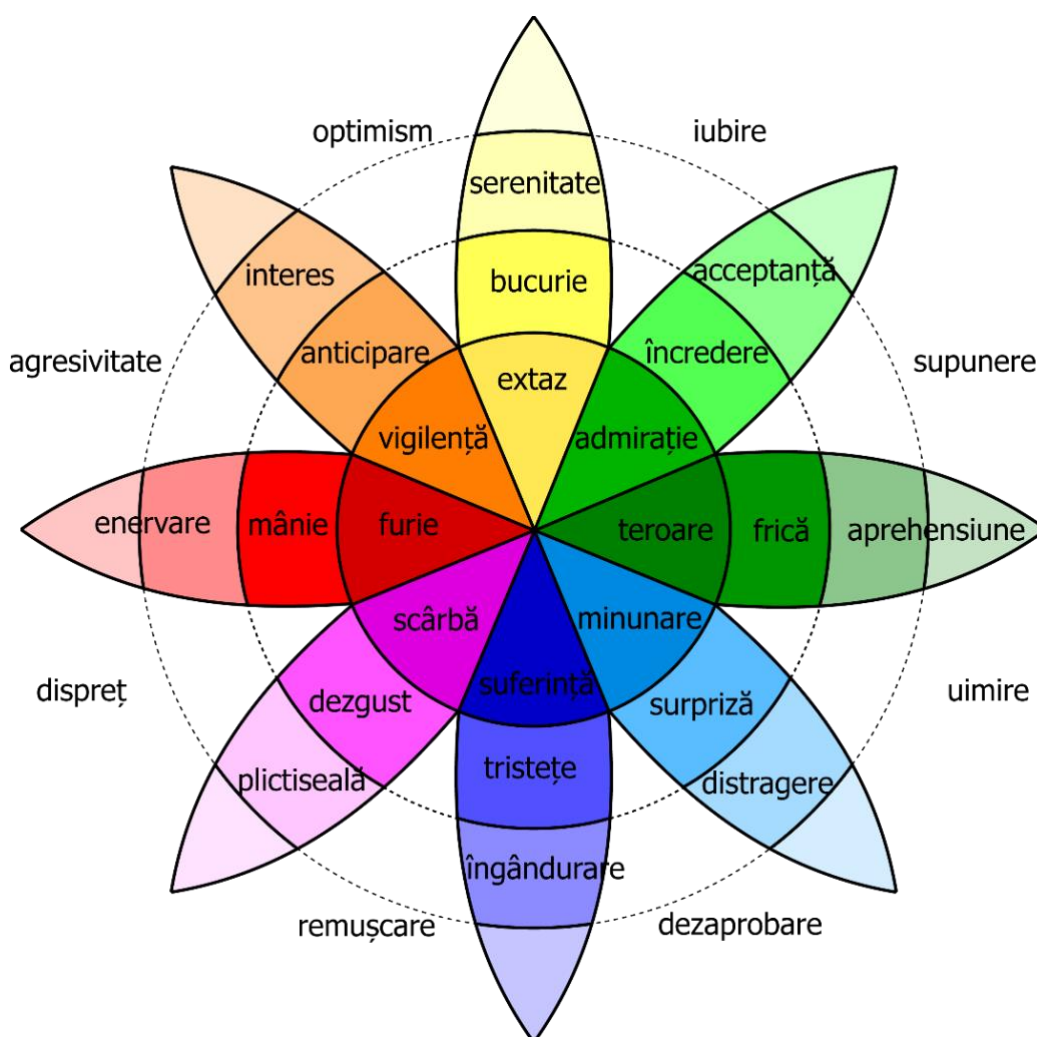 optimism
iubire
serenitate
interes
acceptanță
bucurie
anticipare
încredere
agresivitate
supunere
extaz
vigilență
admirație
enervare
mânie
furie
teroare
frică
aprehensiune
scârbă
minunare
dispreț
suferință
uimire
dezgust
surpriză
tristețe
plictiseală
distragere
îngândurare
remușcare
dezaprobare